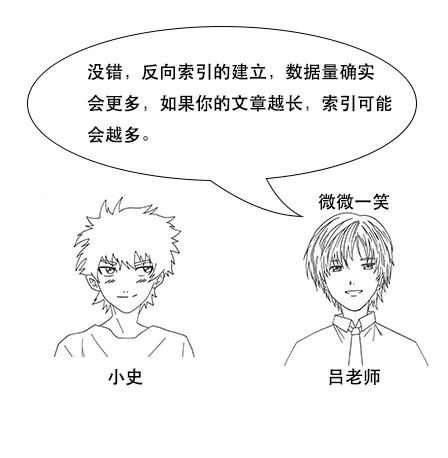 没错，反向索引的建立，数据量确实
会更多，如果你的文章越长，索引可能
会越多。
微微一笑
小史
吕老师